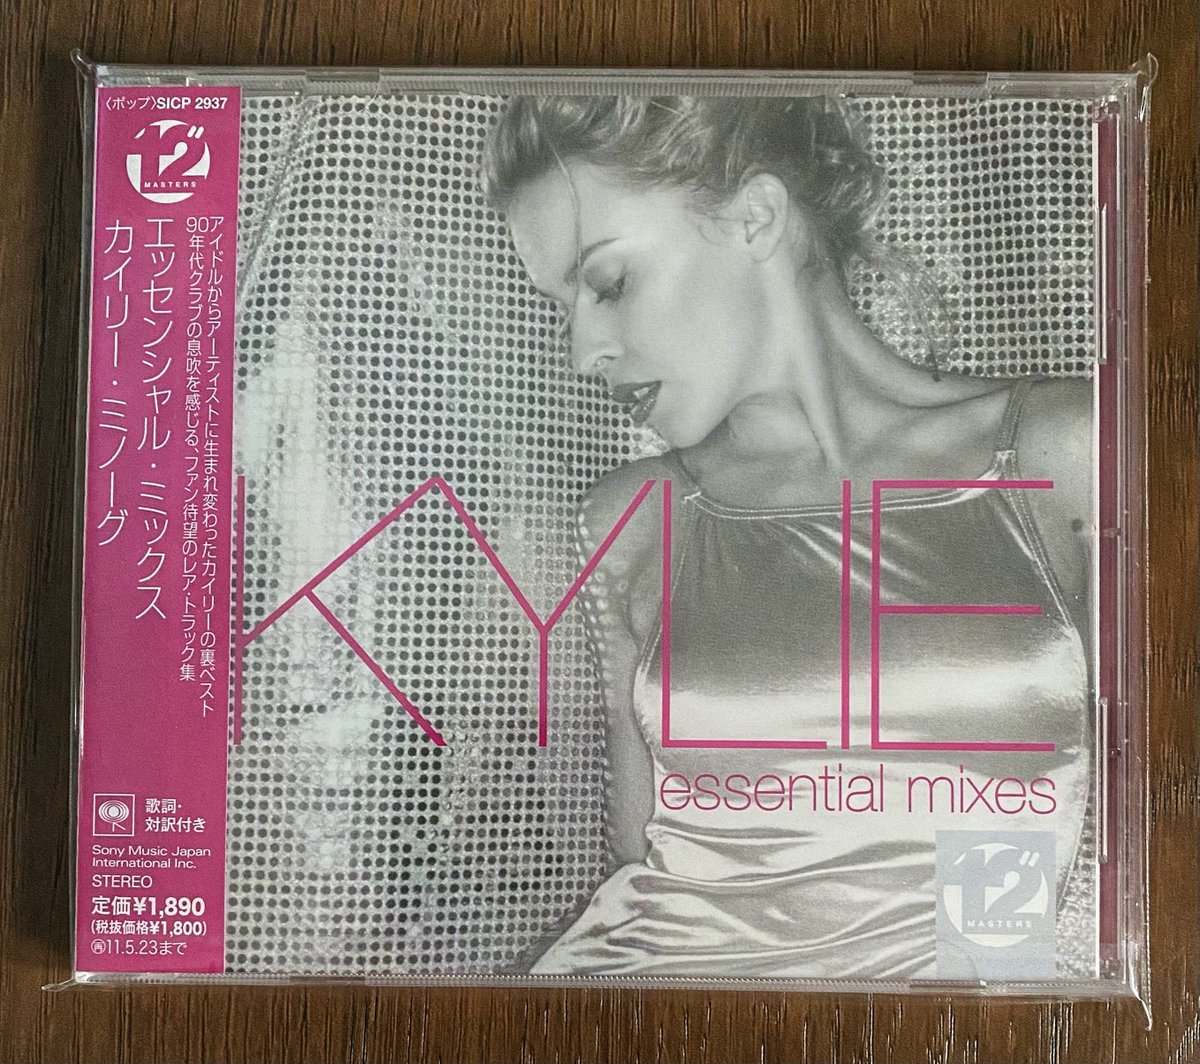 〈ポップ〉SICP 2937
12"
MASTERS
エッセンシャル・ミックス
カイリー・ミノーグ
アイドルからアーティストに生まれ変わったカイリーの裏ベスト
90年代クラブの息吹を感じる、ファン待望のレア・トラック集
歌詞・
対訳付き
Sony Music Japan
International Inc.
STEREO
定価¥1,890
(税抜価格¥1,800)
㊢11.5.23まで
KYLIE
essential mixes
12"
MASTERS